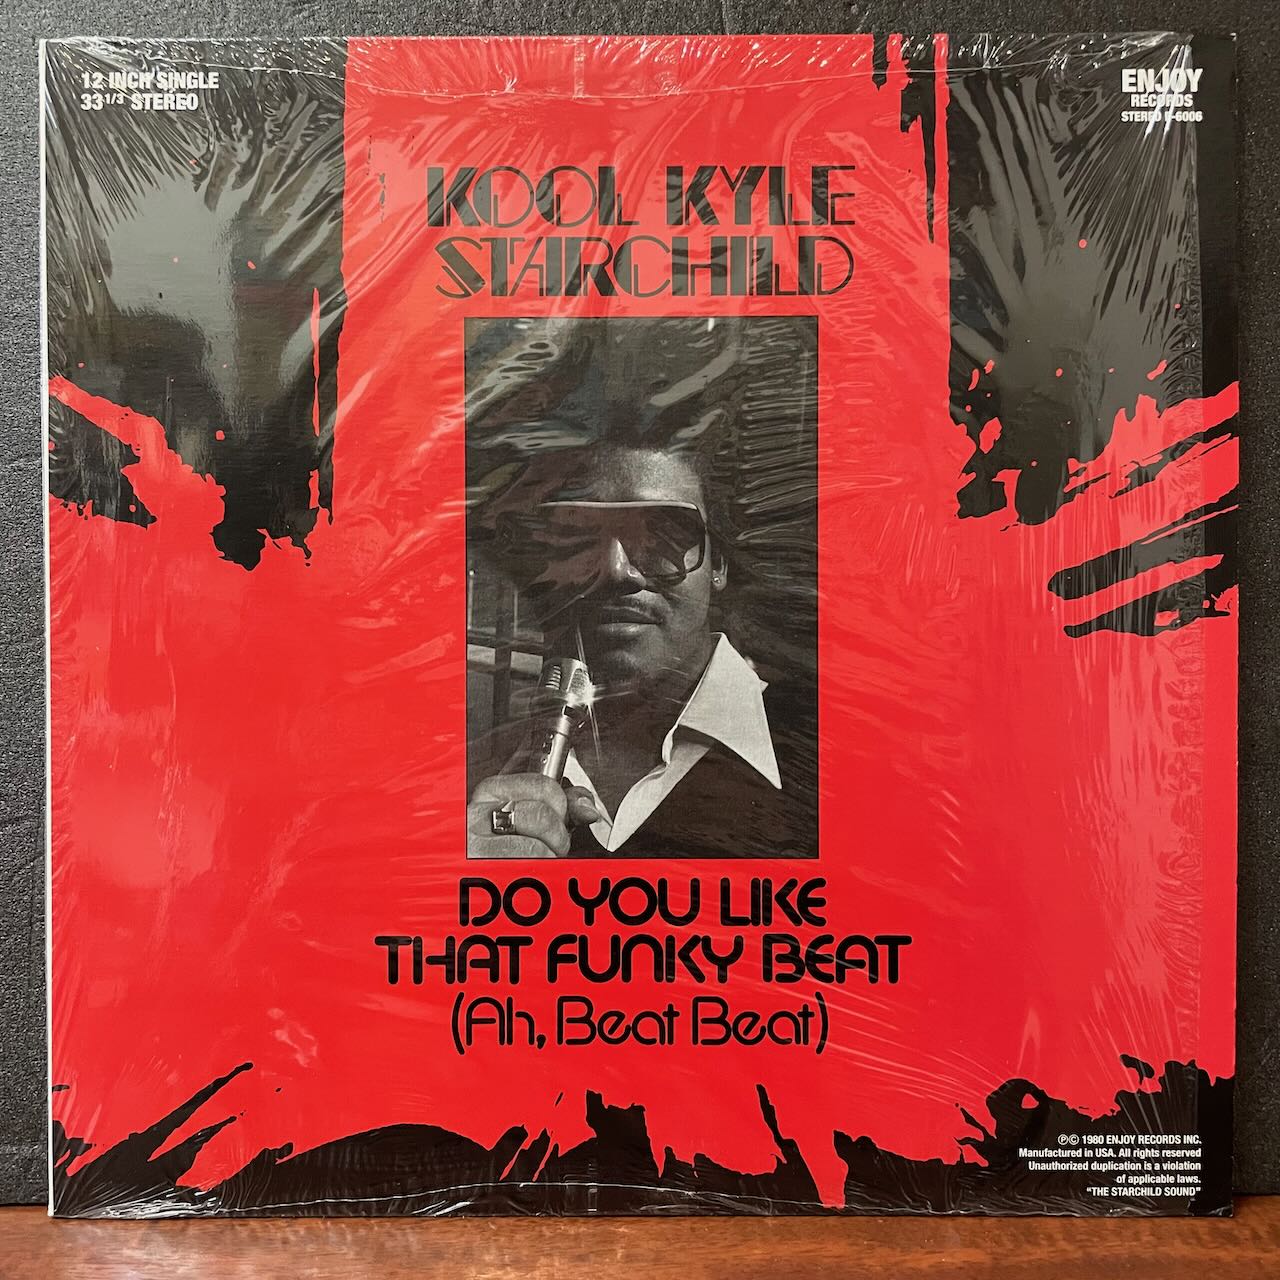 12 INCH SINGLE
33 1/3 STEREO
ENJOY
RECORDS
STEREO E-6006
KOOL KYLE
STARCHILD
DO YOU LIKE
THAT FUNKY BEAT
(Ah, Beat Beat)
℗© 1980 ENJOY RECORDS INC.
Manufactured in USA. All rights reserved
Unauthorized duplication is a violation
of applicable laws.
"THE STARCHILD SOUND"